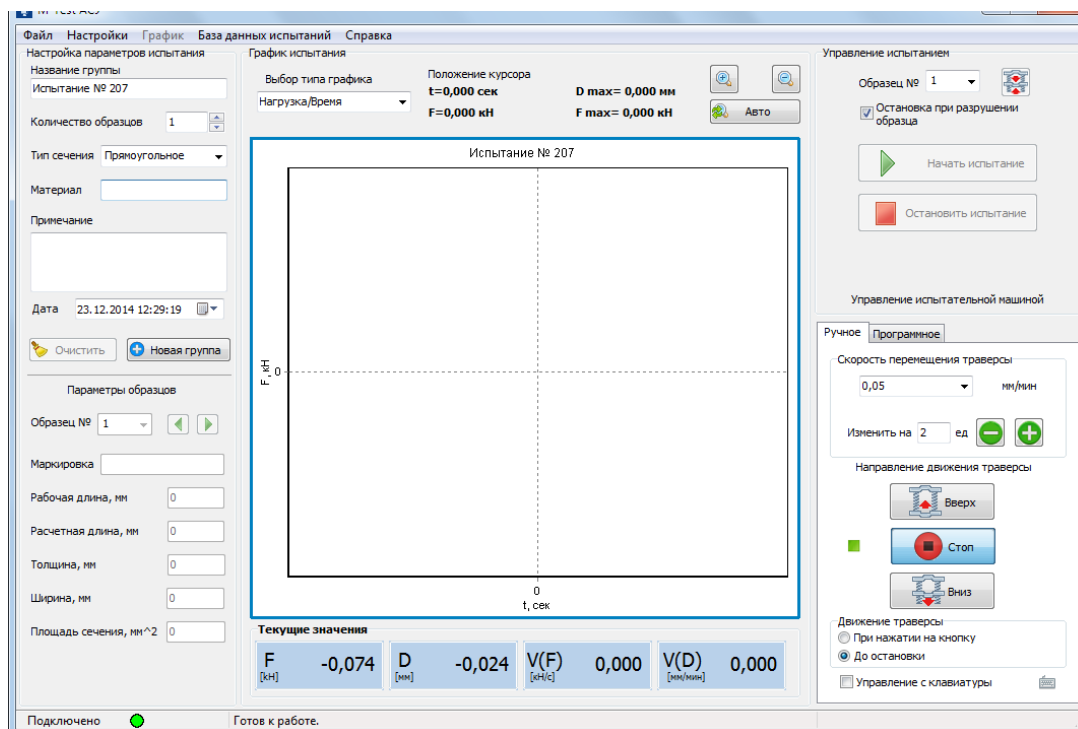 M-Test АСУ
Файл Настройки График База данных испытаний Справка
Настройка параметров испытания
Название группы
Испытание № 207
Количество образцов 1
Тип сечения Прямоугольное
Материал
Примечание
Дата 23.12.2014 12:29:19
Очистить Новая группа
Параметры образцов
Образец № 1
Маркировка
Рабочая длина, мм 0
Расчетная длина, мм 0
Толщина, мм 0
Ширина, мм 0
Площадь сечения, мм^2 0
График испытания
Выбор типа графика
Нагрузка/Время
Положение курсора
t=0,000 сек D max= 0,000 мм
F=0,000 кН F max= 0,000 кН
Авто
Испытание № 207
F, кН
0
0
t, сек
Текущие значения
F [кН] -0,074
D [мм] -0,024
V(F) [кН/с] 0,000
V(D) [мм/мин] 0,000
Управление испытанием
Образец № 1
Остановка при разрушении
образца
Начать испытание
Остановить испытание
Управление испытательной машиной
Ручное Программное
Скорость перемещения траверсы
0,05 мм/мин
Изменить на 2 ед
Направление движения траверсы
Вверх
Стоп
Вниз
Движение траверсы
При нажатии на кнопку
До остановки
Управление с клавиатуры
Подключено Готов к работе.